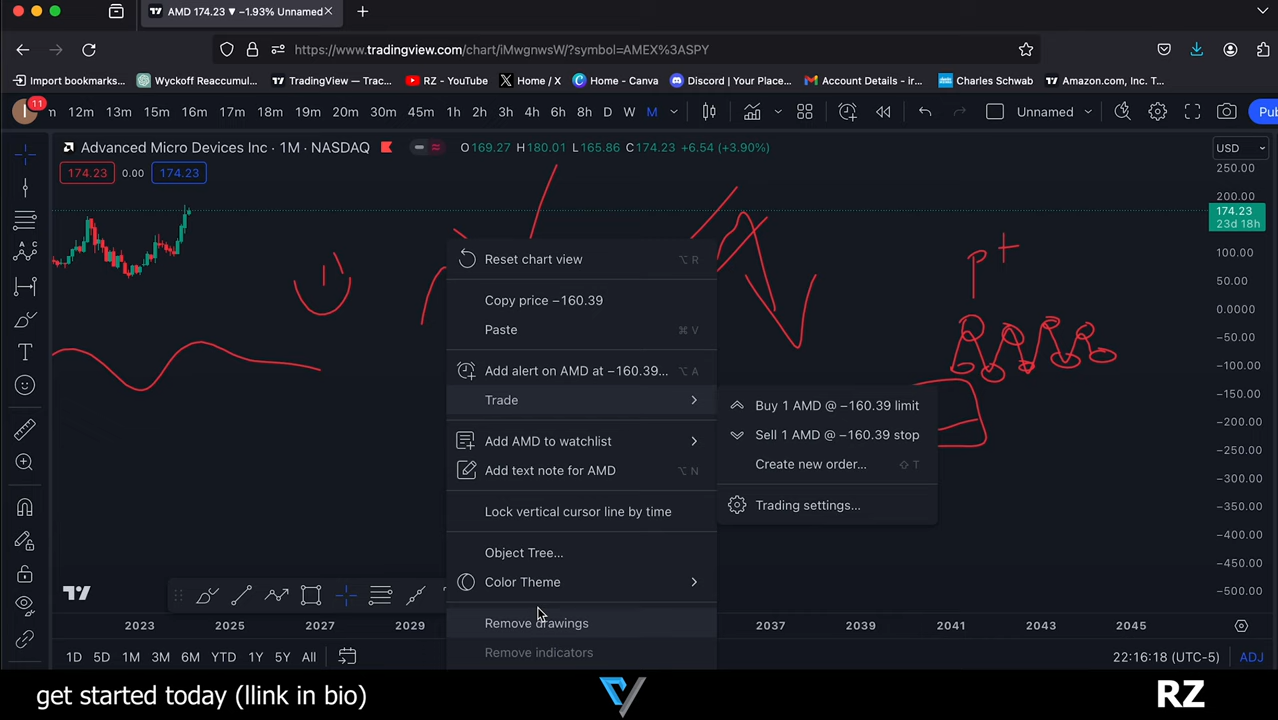 AMD 174.23 ▼ −1.93% Unnamed
https://www.tradingview.com/chart/iMwgnwsW/?symbol=AMEX%3ASPY
Import bookmarks... Wyckoff Reaccumul... TradingView — Trac... RZ - YouTube Home / X Home - Canva Discord | Your Place... Account Details - ir... Charles Schwab Amazon.com, Inc. T...
11 m 12m 13m 15m 16m 17m 18m 19m 20m 30m 45m 1h 2h 3h 4h 6h 8h D W M Unnamed Pub
Advanced Micro Devices Inc · 1M · NASDAQ O169.27 H180.01 L165.86 C174.23 +6.54 (+3.90%) USD
174.23 0.00 174.23
250.00
200.00
174.23
23d 18h
100.00
50.00
0.0000
−50.00
−100.00
−150.00
−200.00
−250.00
−300.00
−350.00
−400.00
−450.00
−500.00
P+
Reset chart view ⌥ R
Copy price −160.39
Paste ⌘ V
Add alert on AMD at −160.39... ⌥ A
Trade
Add AMD to watchlist
Add text note for AMD ⌥ N
Lock vertical cursor line by time
Object Tree...
Color Theme
Remove drawings
Remove indicators
Buy 1 AMD @ −160.39 limit
Sell 1 AMD @ −160.39 stop
Create new order... ⇧ T
Trading settings...
2023 2025 2027 2029 2037 2039 2041 2043 2045
1D 5D 1M 3M 6M YTD 1Y 5Y All 22:16:18 (UTC-5) ADJ
get started today (llink in bio) RZ